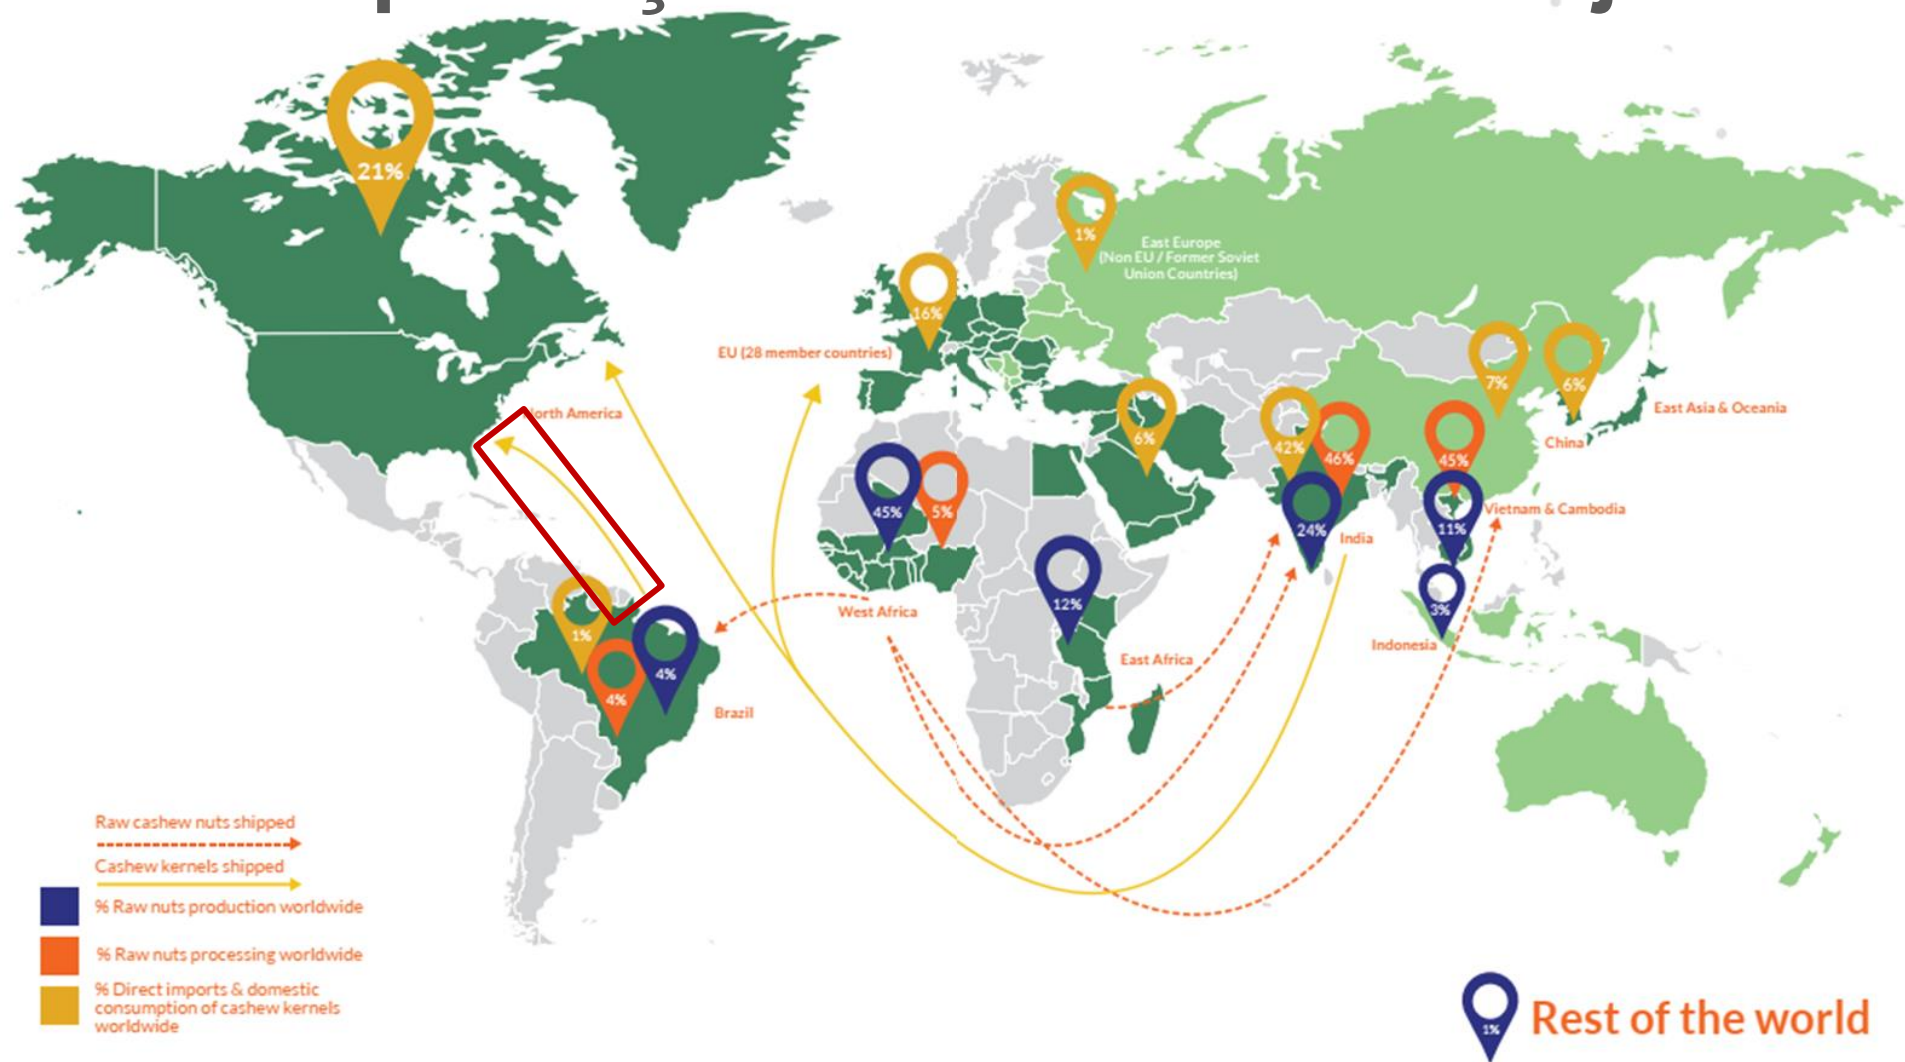 21%
1%
East Europe
(Non EU / Former Soviet
Union Countries)
16%
EU (28 member countries)
7%
6%
North America
6%
42%
46%
45%
East Asia & Oceania
China
45%
5%
24%
India
11%
Vietnam & Cambodia
12%
3%
West Africa
1%
4%
4%
Indonesia
East Africa
Brazil
Raw cashew nuts shipped
Cashew kernels shipped
% Raw nuts production worldwide
% Raw nuts processing worldwide
% Direct imports & domestic
consumption of cashew kernels
worldwide
1%
Rest of the world